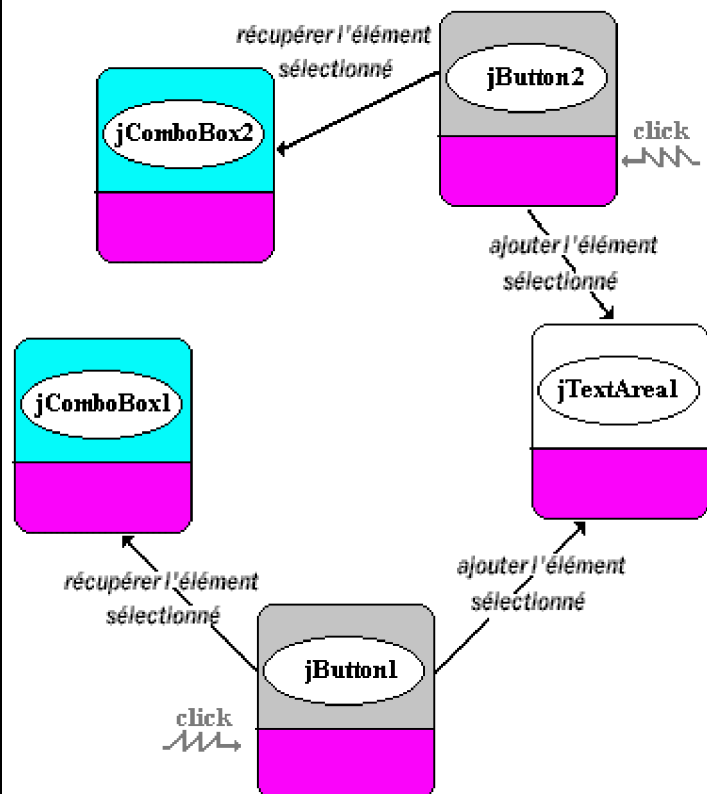 récupérer l'élément
sélectionné
jButton2
jComboBox2
click
ajouter l'élément
sélectionné
jComboBox1
jTextArea1
récupérer l'élément
sélectionné
ajouter l'élément
sélectionné
jButton1
click